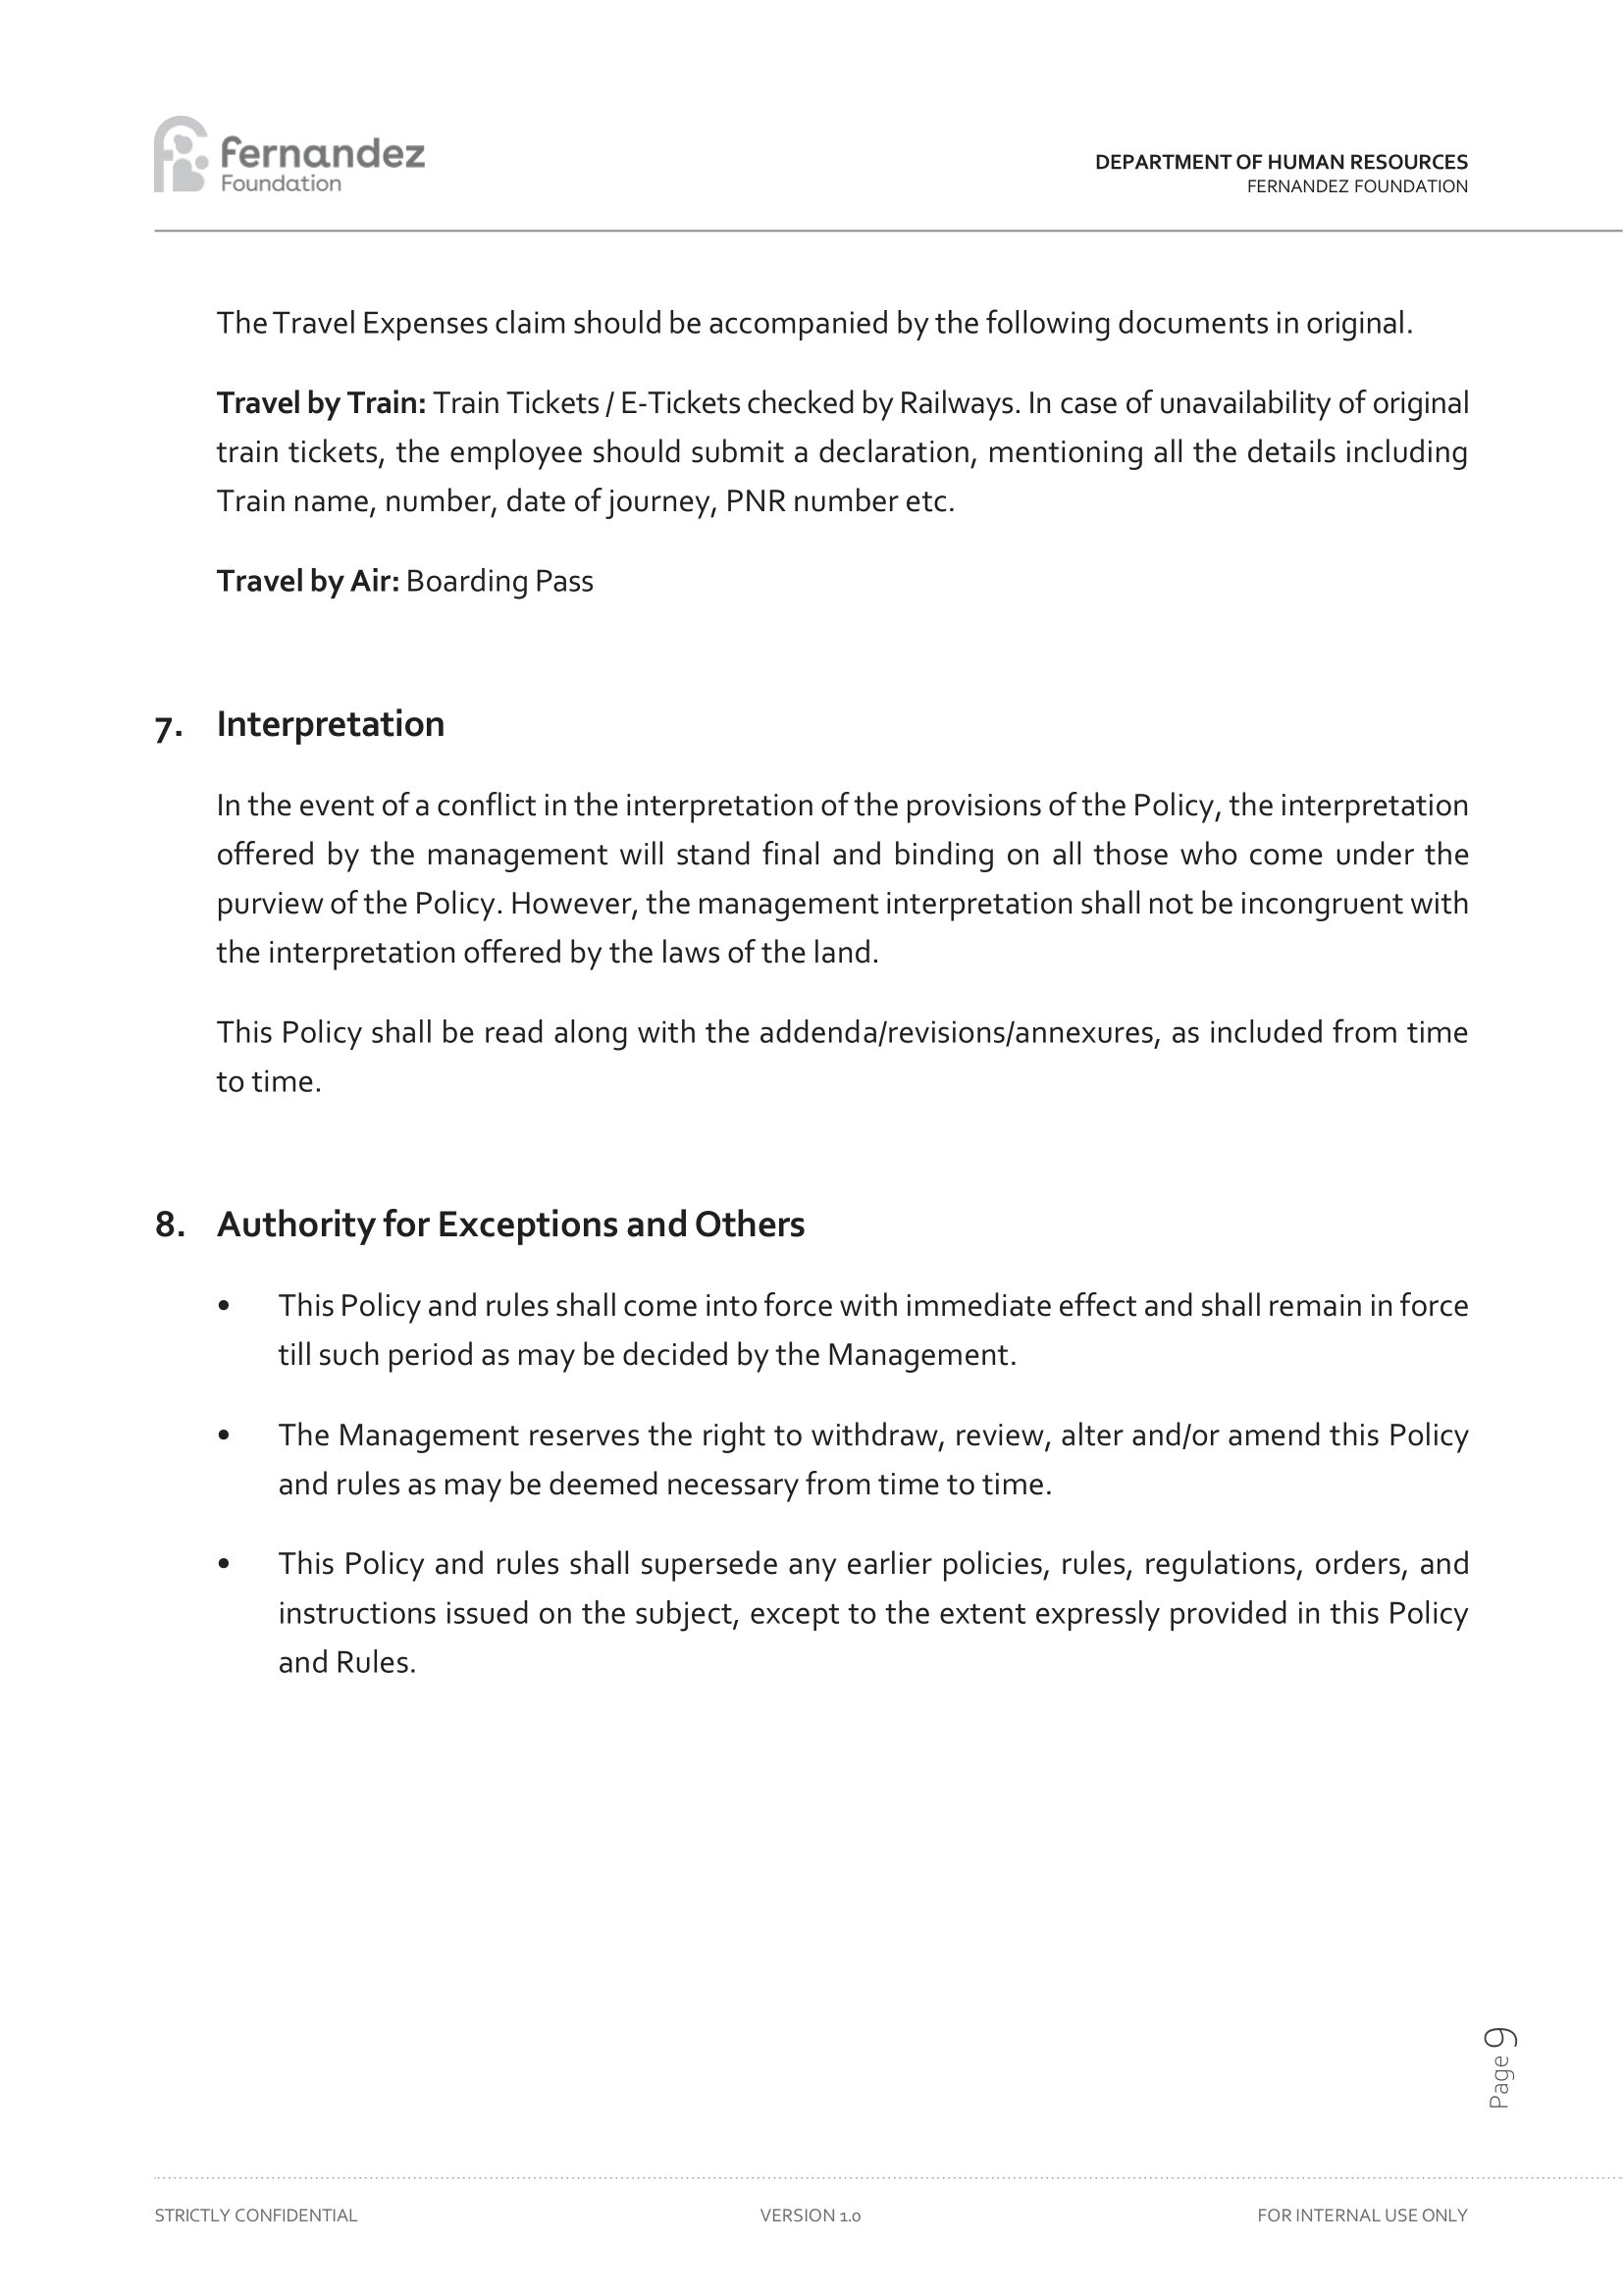 fernandez
Foundation
DEPARTMENT OF HUMAN RESOURCES
FERNANDEZ FOUNDATION
The Travel Expenses claim should be accompanied by the following documents in original.
Travel by Train: Train Tickets / E-Tickets checked by Railways. In case of unavailability of original
train tickets, the employee should submit a declaration, mentioning all the details including
Train name, number, date of journey, PNR number etc.
Travel by Air: Boarding Pass
7. Interpretation
In the event of a conflict in the interpretation of the provisions of the Policy, the interpretation
offered by the management will stand final and binding on all those who come under the
purview of the Policy. However, the management interpretation shall not be incongruent with
the interpretation offered by the laws of the land.
This Policy shall be read along with the addenda/revisions/annexures, as included from time
to time.
8. Authority for Exceptions and Others
• This Policy and rules shall come into force with immediate effect and shall remain in force
till such period as may be decided by the Management.
• The Management reserves the right to withdraw, review, alter and/or amend this Policy
and rules as may be deemed necessary from time to time.
• This Policy and rules shall supersede any earlier policies, rules, regulations, orders, and
instructions issued on the subject, except to the extent expressly provided in this Policy
and Rules.
Page 9
STRICTLY CONFIDENTIAL
VERSION 1.0
FOR INTERNAL USE ONLY